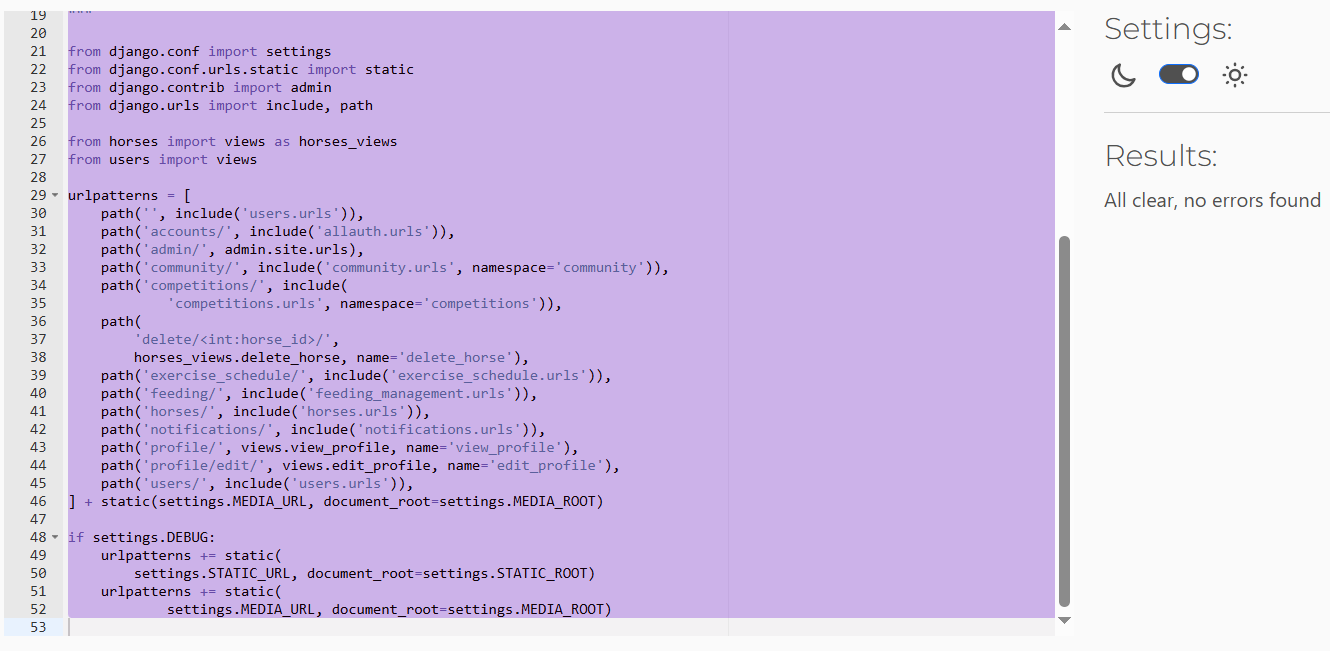 19 """
20
21 from django.conf import settings
22 from django.conf.urls.static import static
23 from django.contrib import admin
24 from django.urls import include, path
25
26 from horses import views as horses_views
27 from users import views
28
29 urlpatterns = [
30     path('', include('users.urls')),
31     path('accounts/', include('allauth.urls')),
32     path('admin/', admin.site.urls),
33     path('community/', include('community.urls', namespace='community')),
34     path('competitions/', include(
35             'competitions.urls', namespace='competitions')),
36     path(
37         'delete/<int:horse_id>/',
38         horses_views.delete_horse, name='delete_horse'),
39     path('exercise_schedule/', include('exercise_schedule.urls')),
40     path('feeding/', include('feeding_management.urls')),
41     path('horses/', include('horses.urls')),
42     path('notifications/', include('notifications.urls')),
43     path('profile/', views.view_profile, name='view_profile'),
44     path('profile/edit/', views.edit_profile, name='edit_profile'),
45     path('users/', include('users.urls')),
46 ] + static(settings.MEDIA_URL, document_root=settings.MEDIA_ROOT)
47
48 if settings.DEBUG:
49     urlpatterns += static(
50         settings.STATIC_URL, document_root=settings.STATIC_ROOT)
51     urlpatterns += static(
52             settings.MEDIA_URL, document_root=settings.MEDIA_ROOT)
53
Settings:
Results:
All clear, no errors found